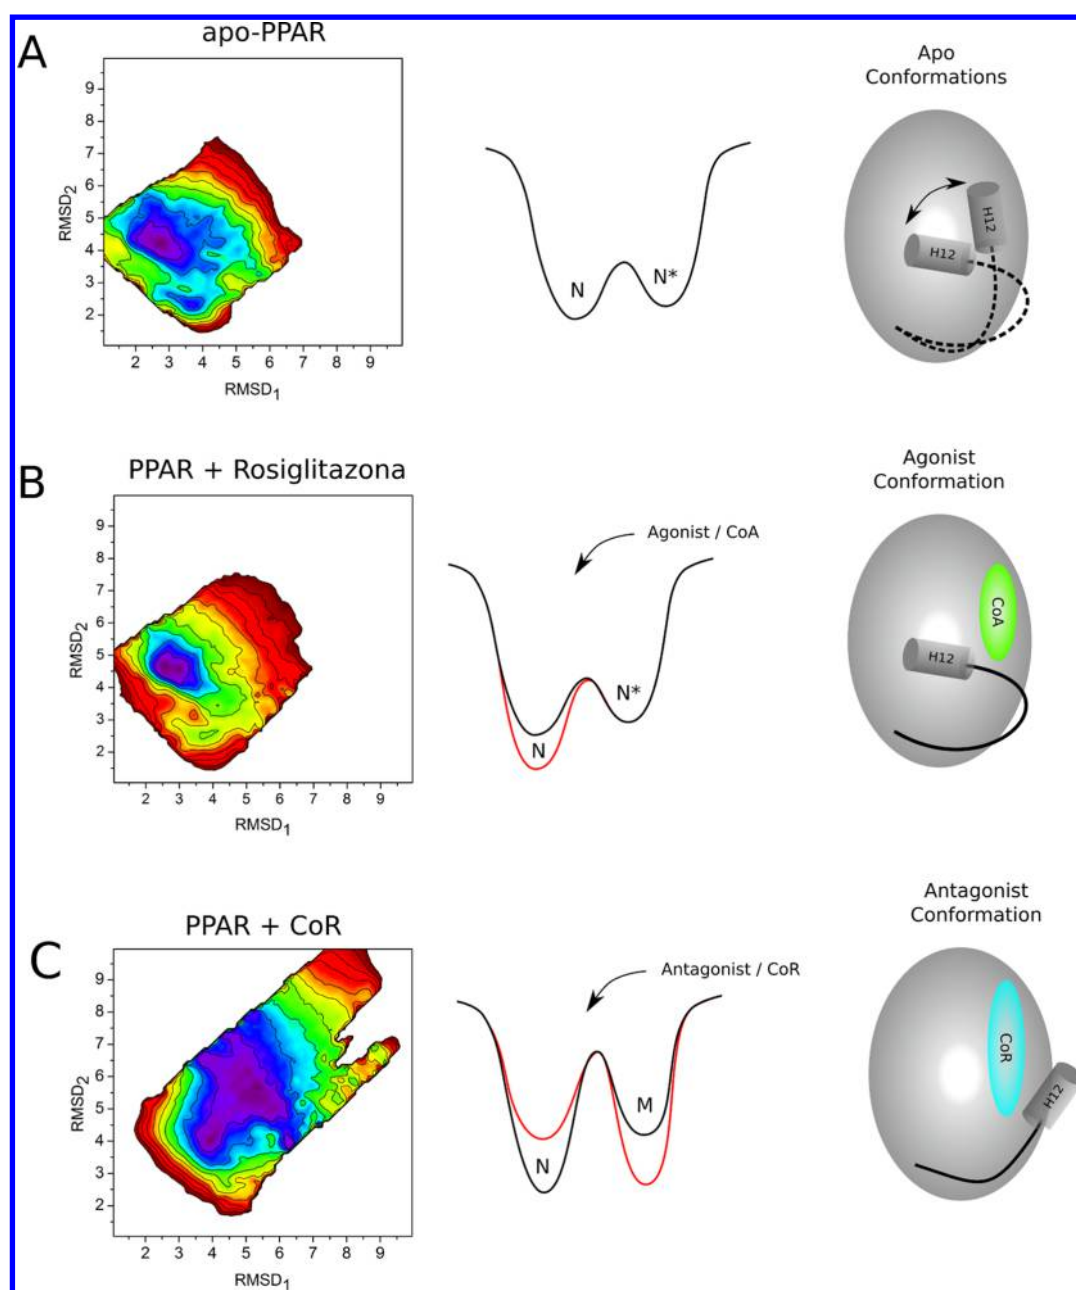 A
apo-PPAR
9
8
7
6
5
4
3
2
RMSD2
2 3 4 5 6 7 8 9
RMSD1
N
N*
Apo
Conformations
H12
H12
B
PPAR + Rosiglitazona
9
8
7
6
5
4
3
2
RMSD2
2 3 4 5 6 7 8 9
RMSD1
Agonist / CoA
N
N*
Agonist
Conformation
CoA
H12
C
PPAR + CoR
9
8
7
6
5
4
3
2
RMSD2
2 3 4 5 6 7 8 9
RMSD1
Antagonist / CoR
N
M
Antagonist
Conformation
CoR
H12